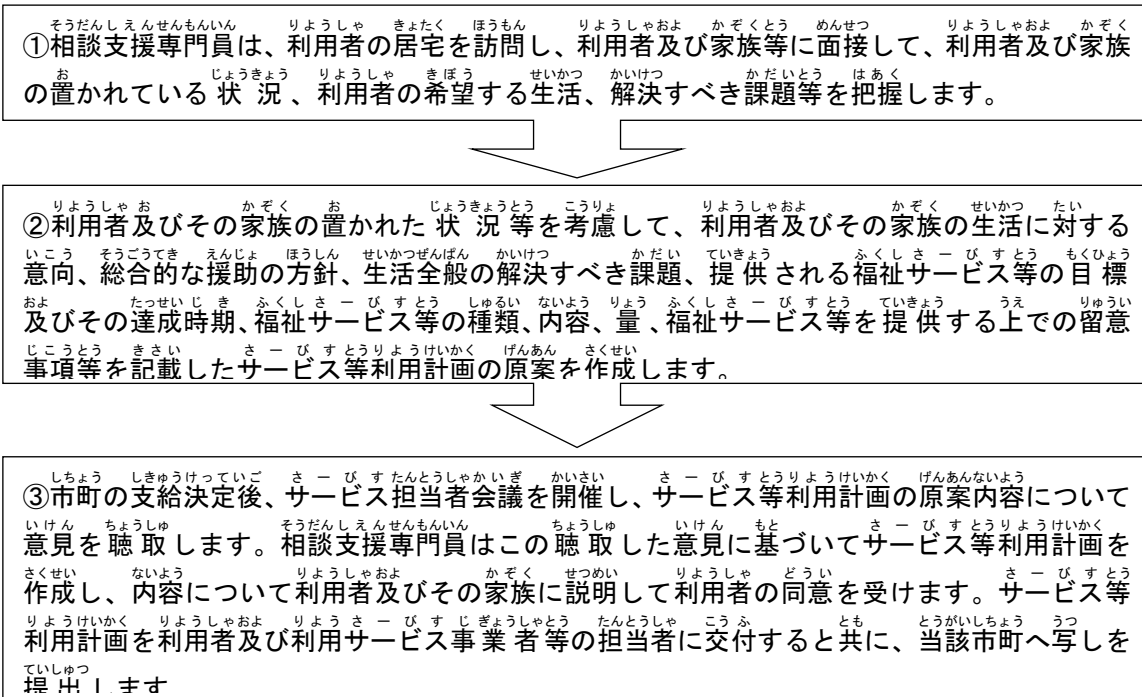 ①相談支援専門員は、利用者の居宅を訪問し、利用者及び家族等に面接して、利用者及び家族
の置かれている状況、利用者の希望する生活、解決すべき課題等を把握します。
②利用者及びその家族の置かれた状況等を考慮して、利用者及びその家族の生活に対する
意向、総合的な援助の方針、生活全般の解決すべき課題、提供される福祉サービス等の目標
及びその達成時期、福祉サービス等の種類、内容、量、福祉サービス等を提供する上での留意
事項等を記載したサービス等利用計画の原案を作成します。
③市町の支給決定後、サービス担当者会議を開催し、サービス等利用計画の原案内容について
意見を聴取します。相談支援専門員はこの聴取した意見に基づいてサービス等利用計画を
作成し、内容について利用者及びその家族に説明して利用者の同意を受けます。サービス等
利用計画を利用者及び利用サービス事業者等の担当者に交付すると共に、当該市町へ写しを
提出します